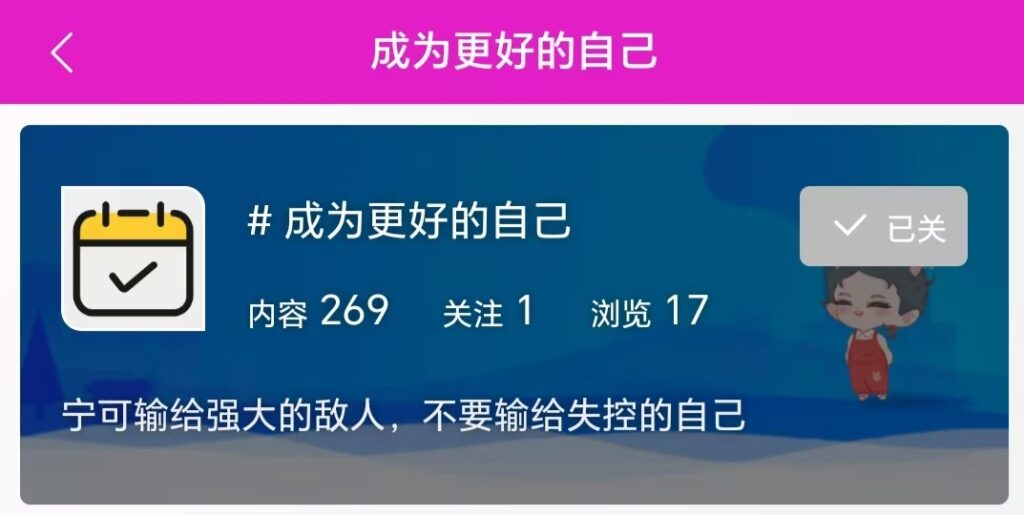 成为更好的自己
# 成为更好的自己
已关
内容 269 关注 1 浏览 17
宁可输给强大的敌人，不要输给失控的自己